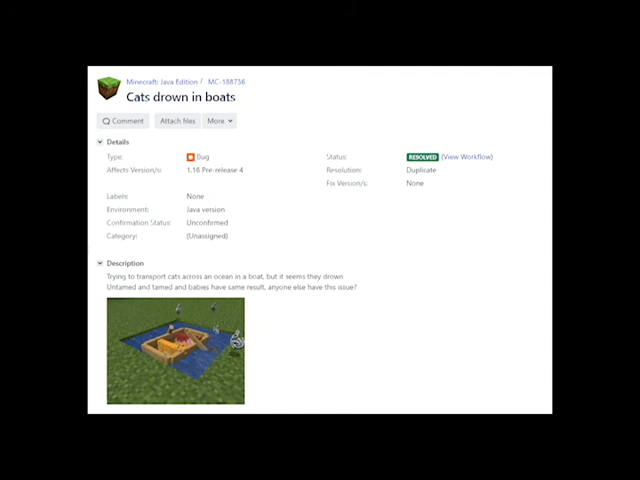 Minecraft: Java Edition / MC-188736
Cats drown in boats
Comment Attach files More
Details
Type: Bug Status: RESOLVED (View Workflow)
Affects Version/s: 1.16 Pre-release 4 Resolution: Duplicate
Fix Version/s: None
Labels: None
Environment: Java version
Confirmation Status: Unconfirmed
Category: (Unassigned)
Description
Trying to transport cats across an ocean in a boat, but it seems they drown
Untamed and tamed and babies have same result, anyone else have this issue?